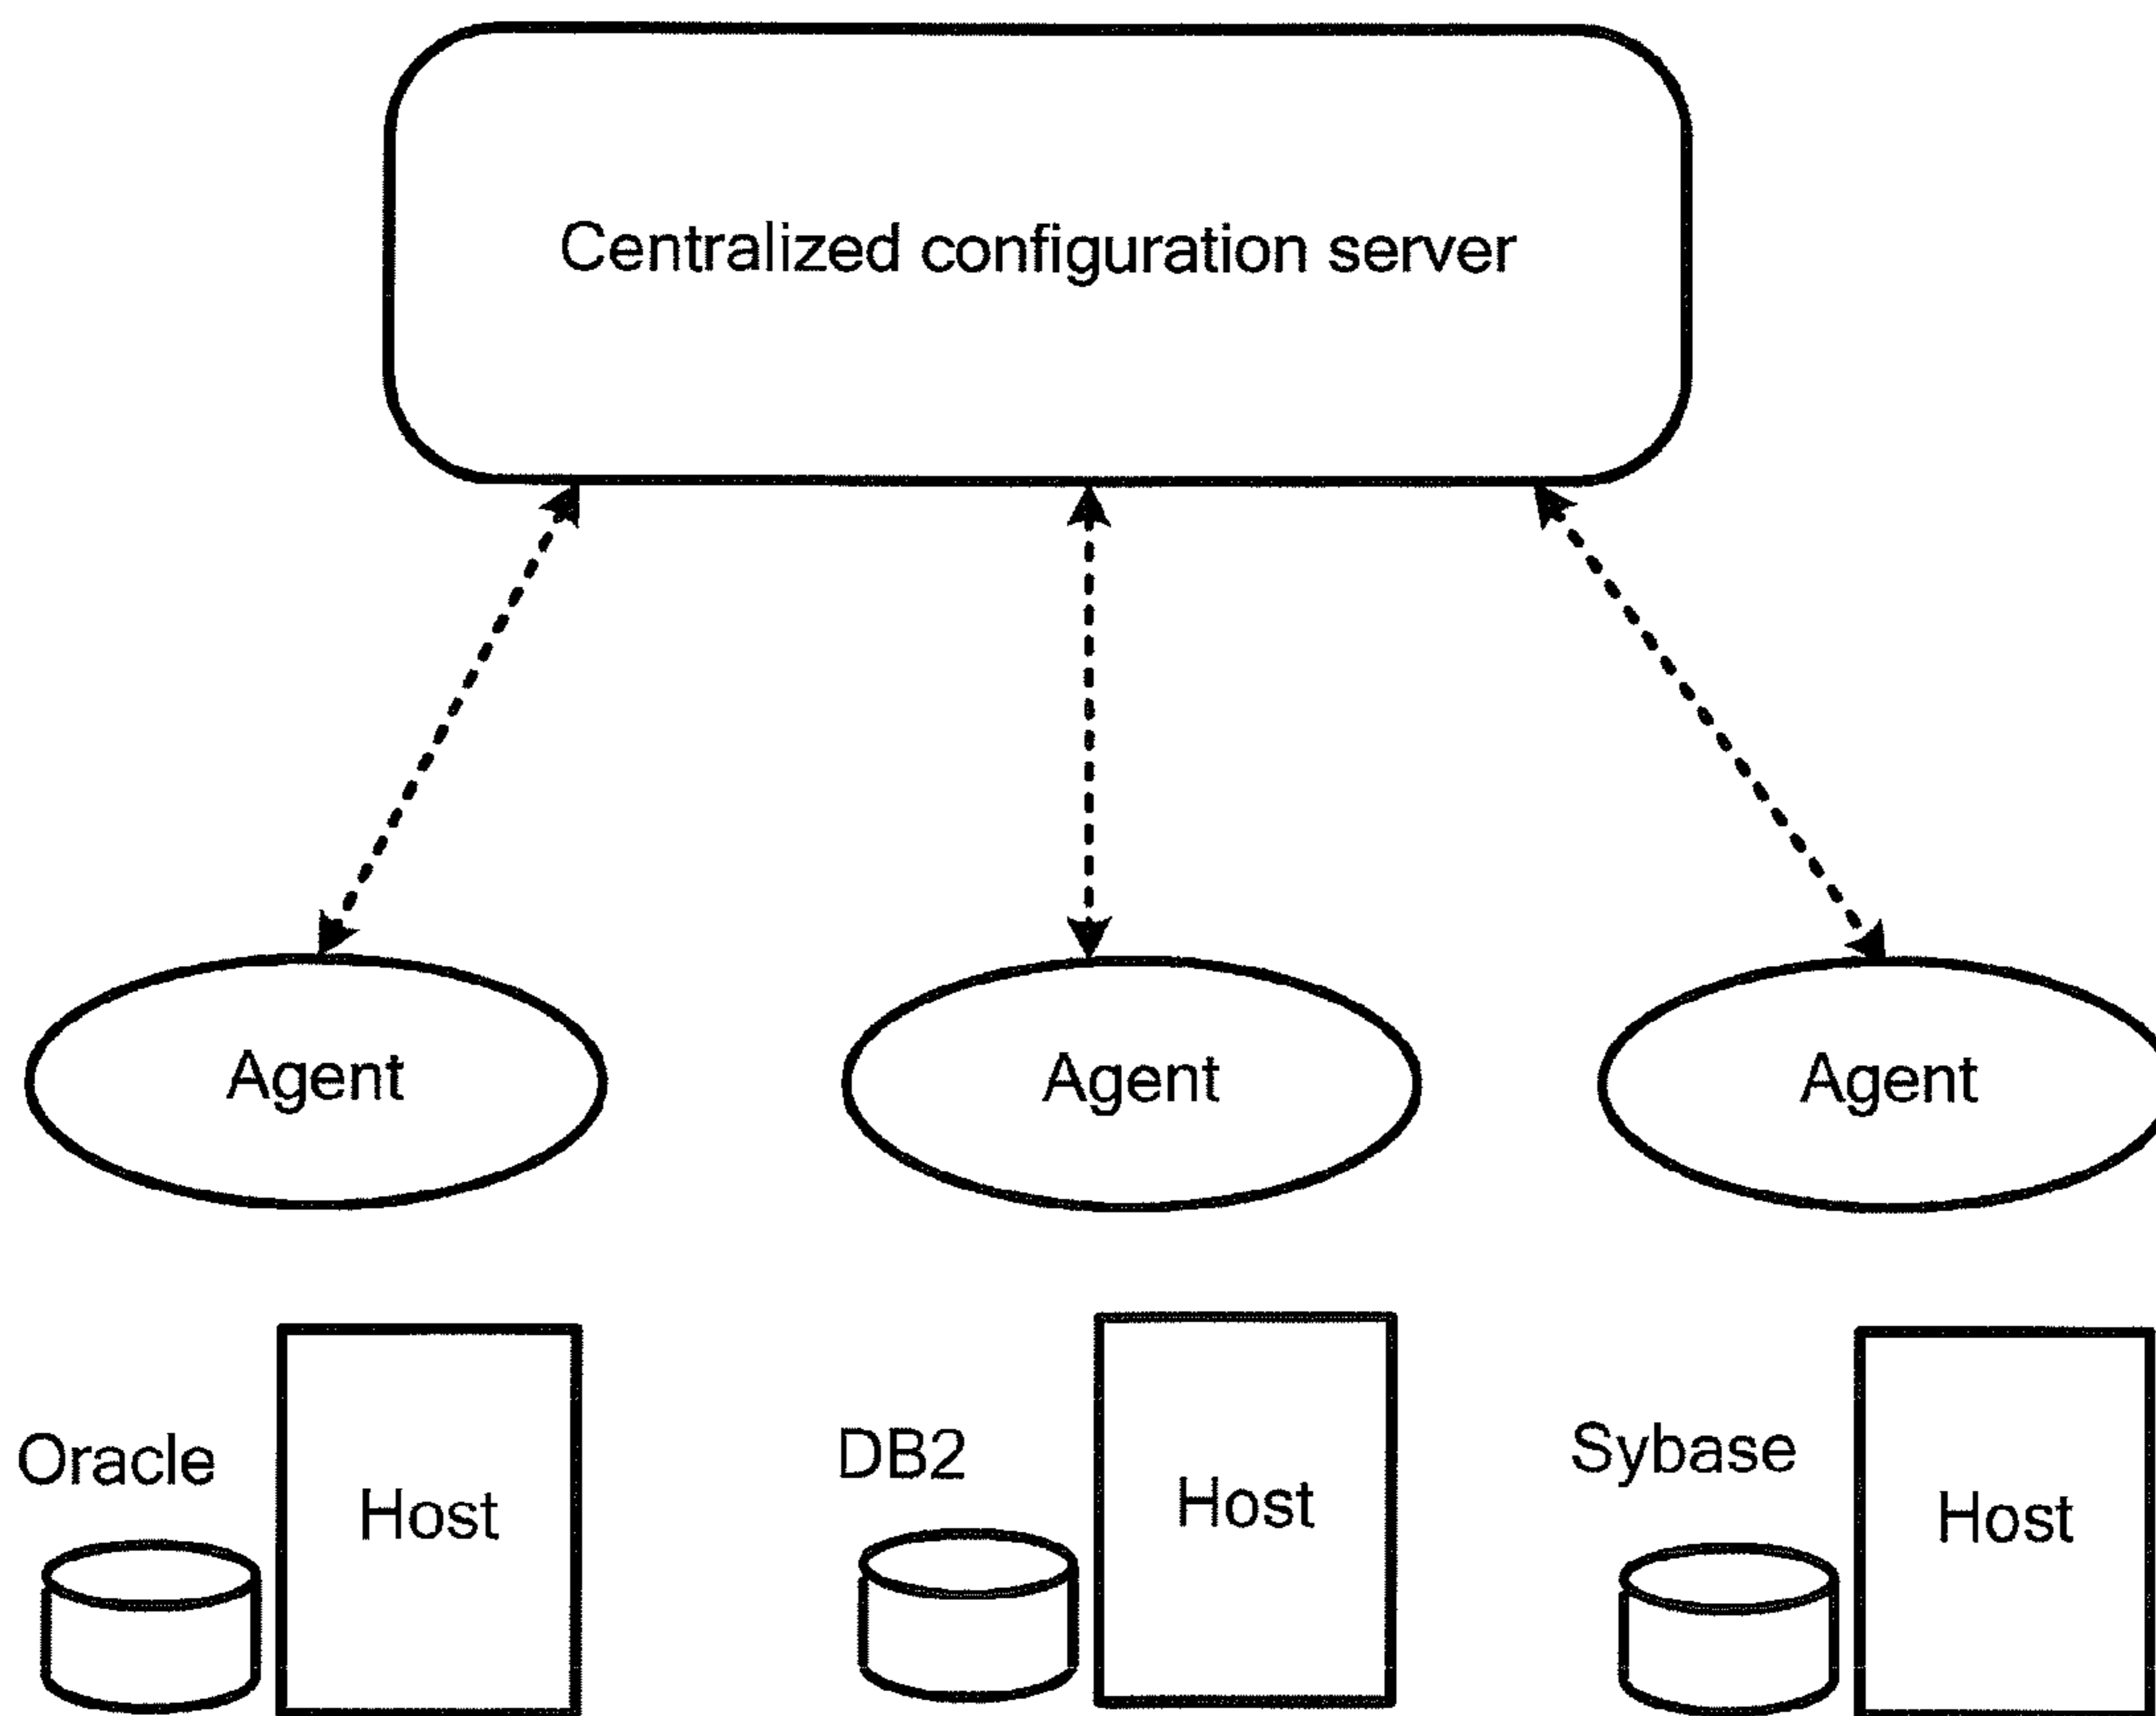 Centralized configuration server
Agent
Agent
Agent
Oracle
Host
DB2
Host
Sybase
Host